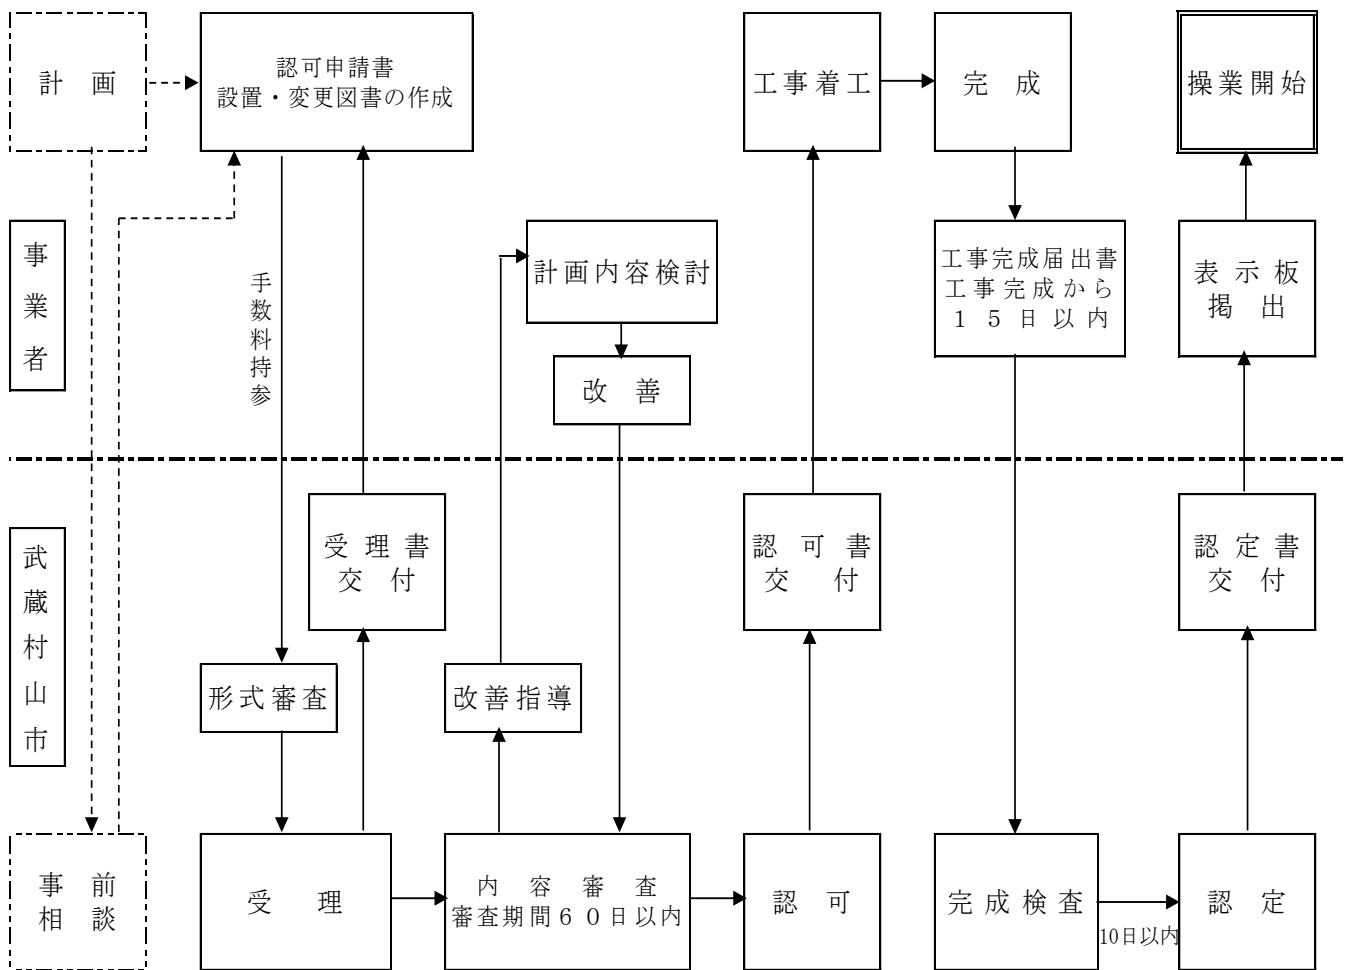 計画
認可申請書
設置・変更図書の作成
工事着工
完成
操業開始
事業者
手数料持参
計画内容検討
改善
工事完成届出書
工事完成から
１５日以内
表示板
掲出
武蔵村山市
受理書
交付
認可書
交付
認定書
交付
形式審査
改善指導
事前
相談
受理
内容審査
審査期間６０日以内
認可
完成検査
10日以内
認定